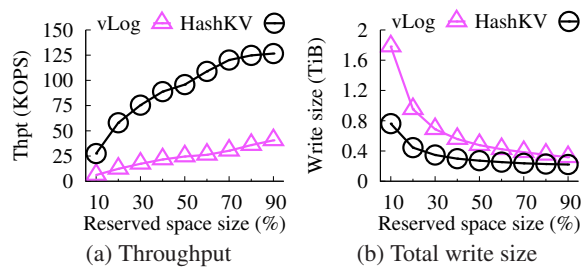 vLog HashKV
150
125
100
75
50
25
0
Thpt (KOPS)
10 30 50 70 90
Reserved space size (%)
(a) Throughput
vLog HashKV
2
1.6
1.2
0.8
0.4
0
Write size (TiB)
10 30 50 70 90
Reserved space size (%)
(b) Total write size